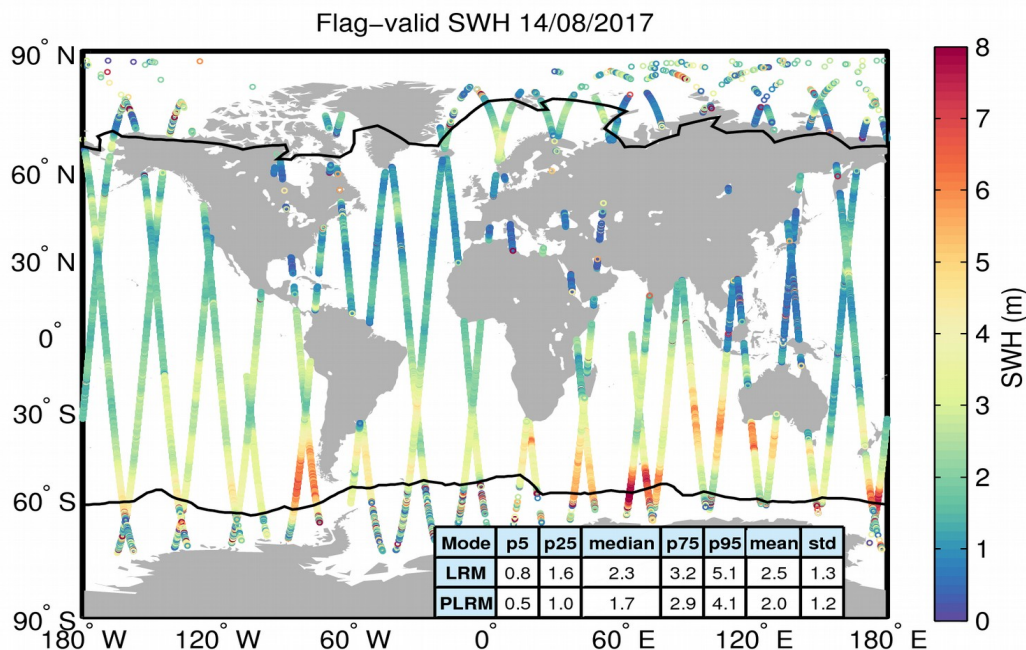 Flag–valid SWH 14/08/2017
90° N
60° N
30° N
0°
30° S
60° S
90° S
180° W
120° W
60° W
0°
60° E
120° E
180° E
8
7
6
5
4
3
2
1
0
SWH (m)
Mode p5 p25 median p75 p95 mean std
LRM 0.8 1.6 2.3 3.2 5.1 2.5 1.3
PLRM 0.5 1.0 1.7 2.9 4.1 2.0 1.2